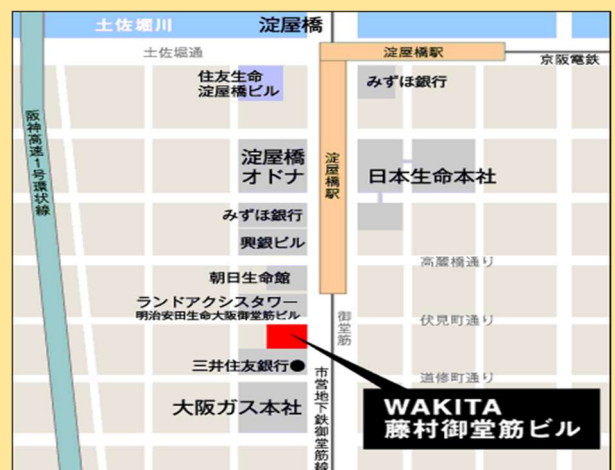 土佐堀川
淀屋橋
土佐堀通
淀屋橋駅
京阪電鉄
住友生命
淀屋橋ビル
みずほ銀行
阪神高速1号環状線
淀屋橋
オドナ
淀屋橋駅
日本生命本社
みずほ銀行
興銀ビル
高麗橋通り
朝日生命館
ランドアクシスタワー
明治安田生命大阪御堂筋ビル
御堂筋
伏見町通り
三井住友銀行●
市営地下鉄御堂筋線
道修町通り
大阪ガス本社
WAKITA
藤村御堂筋ビル